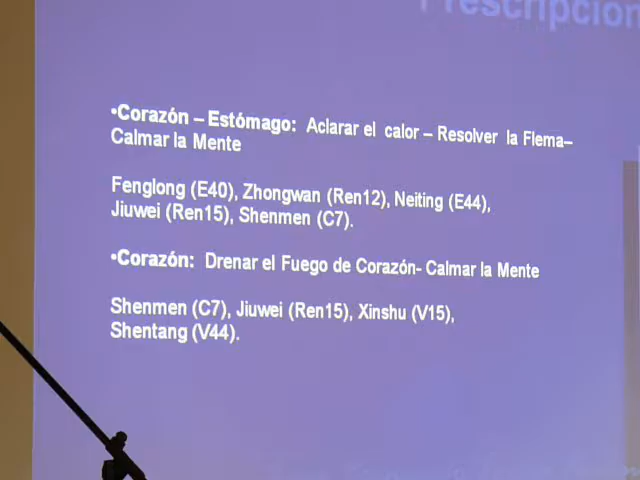 Prescripción
•Corazón – Estómago: Aclarar el calor – Resolver la Flema–
Calmar la Mente
Fenglong (E40), Zhongwan (Ren12), Neiting (E44),
Jiuwei (Ren15), Shenmen (C7).
•Corazón: Drenar el Fuego de Corazón- Calmar la Mente
Shenmen (C7), Jiuwei (Ren15), Xinshu (V15),
Shentang (V44).